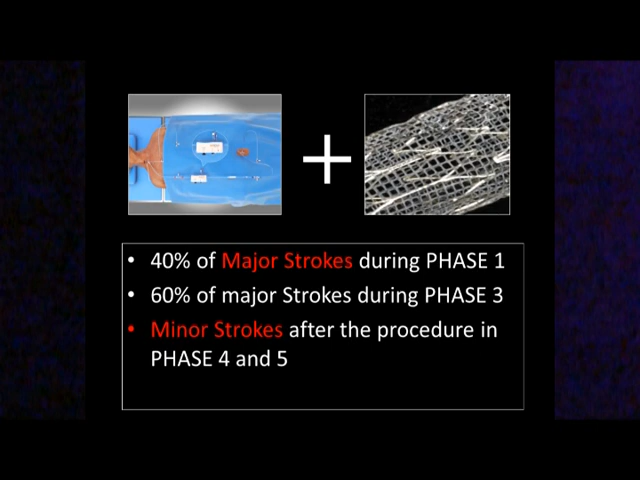 • 40% of Major Strokes during PHASE 1
• 60% of major Strokes during PHASE 3
• Minor Strokes after the procedure in
PHASE 4 and 5